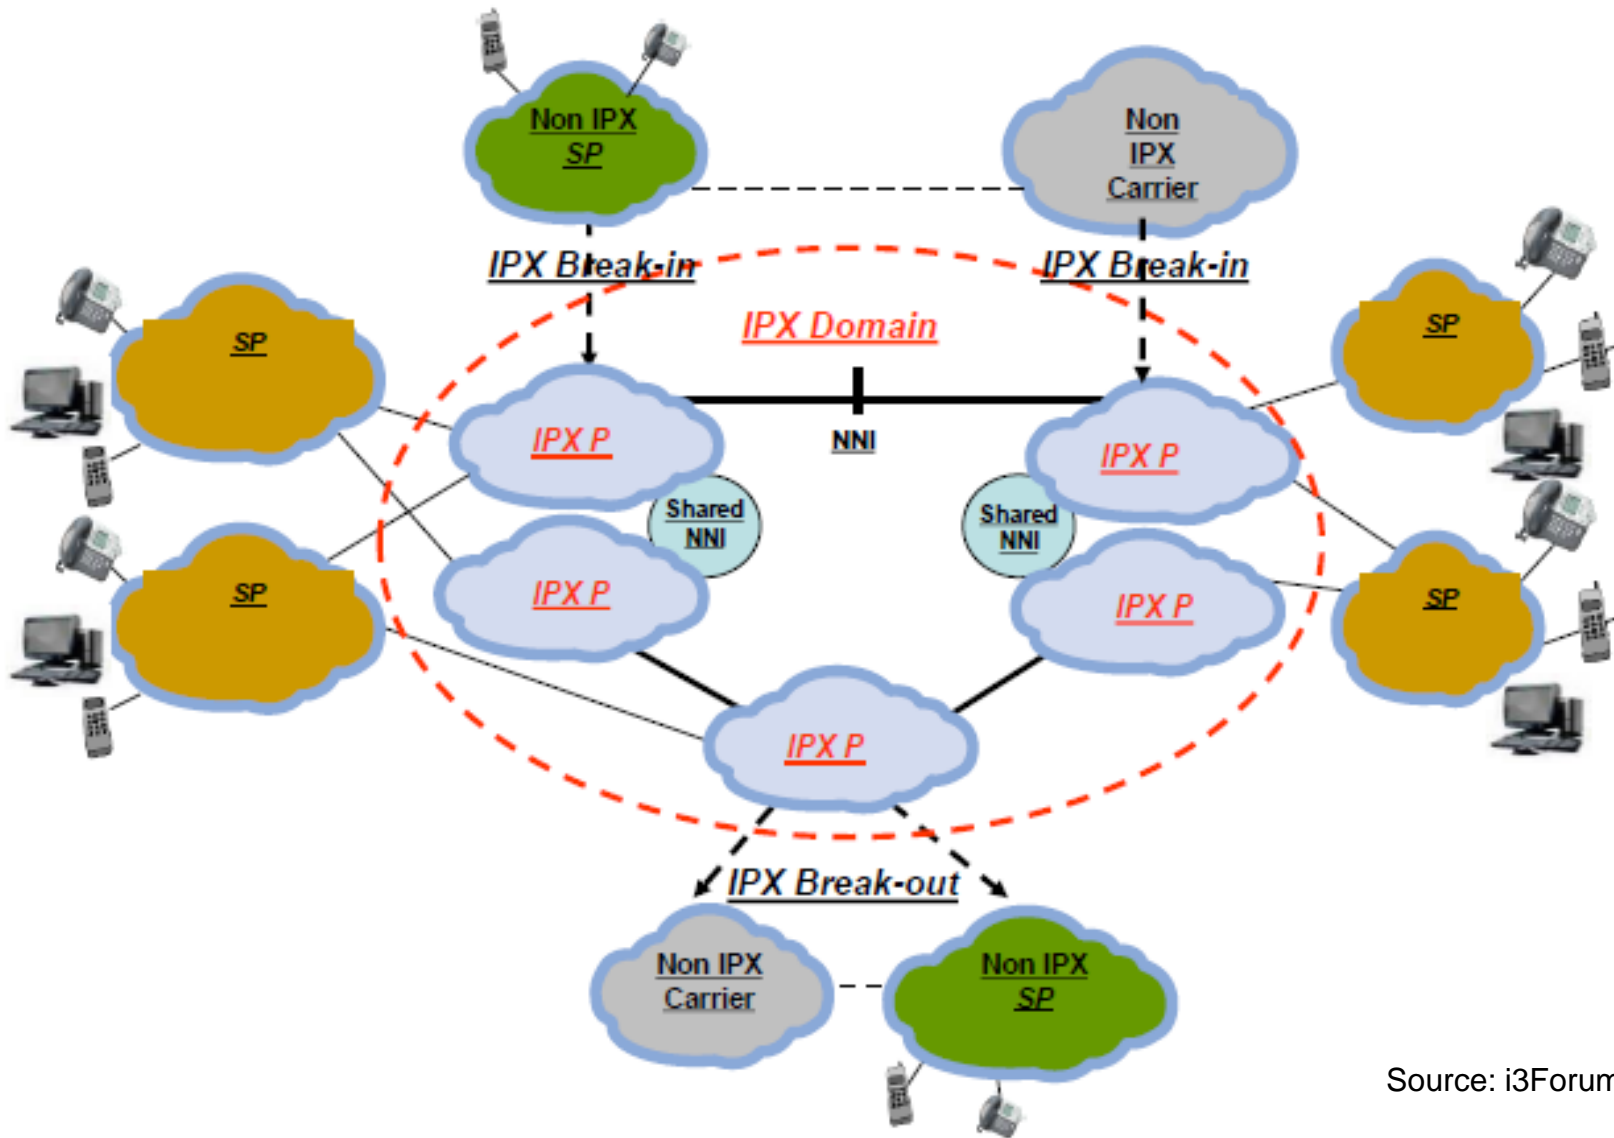 Non IPX
SP
Non
IPX
Carrier
IPX Break-in
IPX Break-in
IPX Domain
SP
SP
NNI
IPX P
IPX P
Shared
NNI
Shared
NNI
SP
IPX P
IPX P
SP
IPX P
IPX Break-out
Non IPX
Carrier
Non IPX
SP
Source: i3Forum